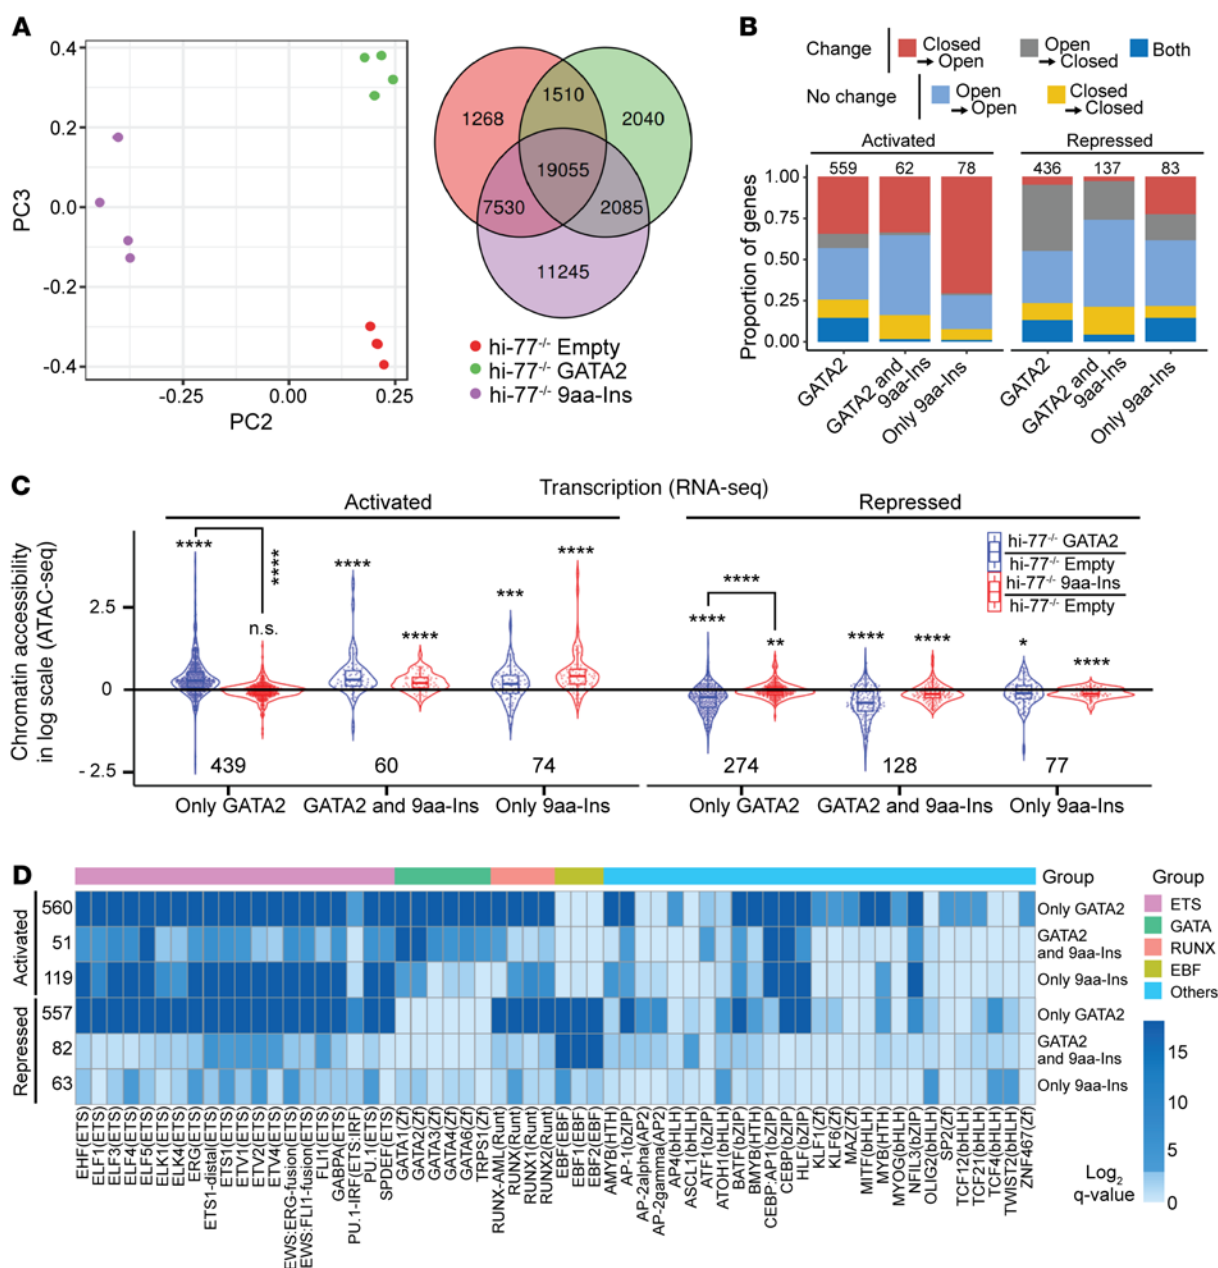 A
PC3
0.4
0.2
0.0
-0.2
-0.4
-0.25
0.00
0.25
PC2
1268
1510
2040
19055
7530
2085
11245
hi-77-/- Empty
hi-77-/- GATA2
hi-77-/- 9aa-Ins
B
Change
Closed → Open
Open → Closed
Both
No change
Open → Open
Closed → Closed
Activated
Repressed
559
62
78
436
137
83
Proportion of genes
1.00
0.75
0.50
0.25
0.00
GATA2
GATA2 and 9aa-Ins
Only 9aa-Ins
GATA2
GATA2 and 9aa-Ins
Only 9aa-Ins
C
Transcription (RNA-seq)
Activated
Repressed
Chromatin accessibility
in log scale (ATAC-seq)
2.5
0
-2.5
****
****
n.s.
****
****
***
****
****
****
**
****
****
*
****
hi-77-/- GATA2
hi-77-/- Empty
hi-77-/- 9aa-Ins
hi-77-/- Empty
439
60
74
274
128
77
Only GATA2
GATA2 and 9aa-Ins
Only 9aa-Ins
Only GATA2
GATA2 and 9aa-Ins
Only 9aa-Ins
D
Group
Activated
Repressed
560
51
119
557
82
63
Only GATA2
GATA2
and 9aa-Ins
Only 9aa-Ins
Only GATA2
GATA2
and 9aa-Ins
Only 9aa-Ins
Group
ETS
GATA
RUNX
EBF
Others
15
10
5
0
Log2
q-value
EHF(ETS)
ELF1(ETS)
ELF3(ETS)
ELF4(ETS)
ELF5(ETS)
ELK1(ETS)
ELK4(ETS)
ERG(ETS)
ETS1-distal(ETS)
ETS1(ETS)
ETV1(ETS)
ETV2(ETS)
ETV4(ETS)
EWS:ERG-fusion(ETS)
EWS:FLI1-fusion(ETS)
FLI1(ETS)
GABPA(ETS)
PU.1-IRF(ETS:IRF)
PU.1(ETS)
SPDEF(ETS)
GATA1(Zf)
GATA2(Zf)
GATA3(Zf)
GATA4(Zf)
GATA6(Zf)
TRPS1(Zf)
RUNX-AML(Runt)
RUNX(Runt)
RUNX1(Runt)
RUNX2(Runt)
EBF(EBF)
EBF1(EBF)
EBF2(EBF)
AMYB(HTH)
AP-1(bZIP)
AP-2alpha(AP2)
AP-2gamma(AP2)
AP4(bHLH)
ASCL1(bHLH)
ATF1(bZIP)
ATOH1(bHLH)
BATF(bZIP)
BMYB(HTH)
CEBP:AP1(bZIP)
CEBP(bZIP)
HLF(bZIP)
KLF1(Zf)
KLF6(Zf)
MAZ(Zf)
MITF(bHLH)
MYB(HTH)
MYOG(bHLH)
NFIL3(bZIP)
OLIG2(bHLH)
SP2(Zf)
TCF12(bHLH)
TCF21(bHLH)
TCF4(bHLH)
TWIST2(bHLH)
ZNF467(Zf)